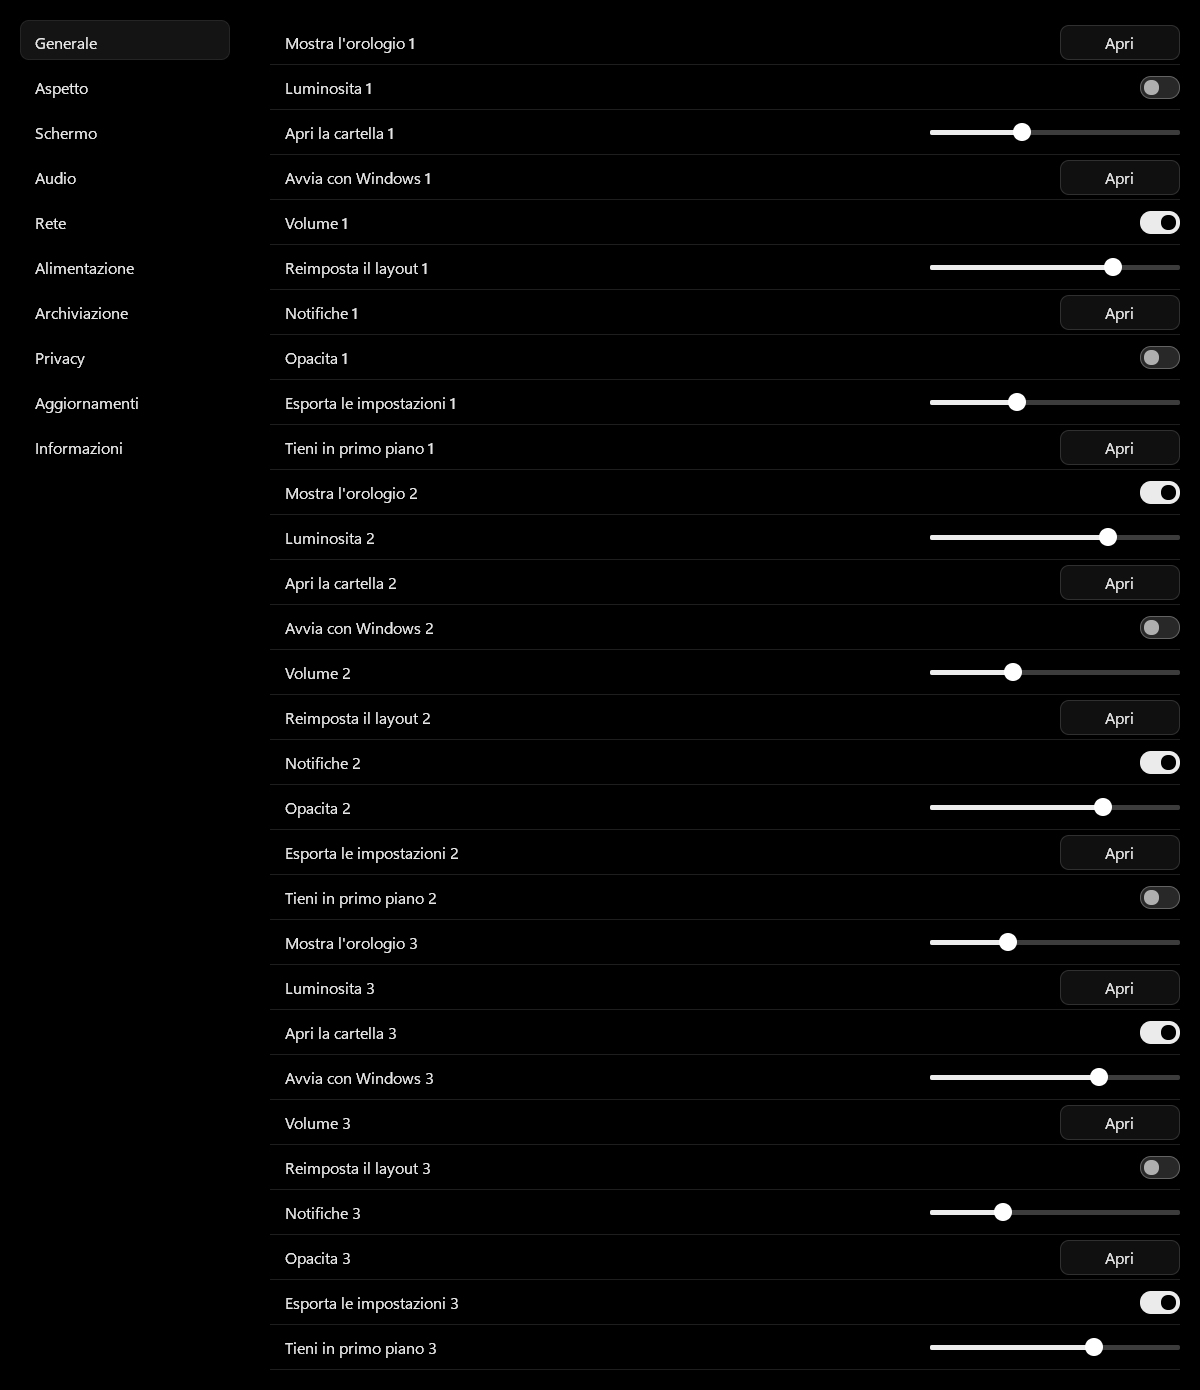 Generale
Aspetto
Schermo
Audio
Rete
Alimentazione
Archiviazione
Privacy
Aggiornamenti
Informazioni
Mostra l'orologio 1 Apri
Luminosita 1
Apri la cartella 1
Avvia con Windows 1 Apri
Volume 1
Reimposta il layout 1
Notifiche 1 Apri
Opacita 1
Esporta le impostazioni 1
Tieni in primo piano 1 Apri
Mostra l'orologio 2
Luminosita 2
Apri la cartella 2 Apri
Avvia con Windows 2
Volume 2
Reimposta il layout 2 Apri
Notifiche 2
Opacita 2
Esporta le impostazioni 2 Apri
Tieni in primo piano 2
Mostra l'orologio 3
Luminosita 3 Apri
Apri la cartella 3
Avvia con Windows 3
Volume 3 Apri
Reimposta il layout 3
Notifiche 3
Opacita 3 Apri
Esporta le impostazioni 3
Tieni in primo piano 3